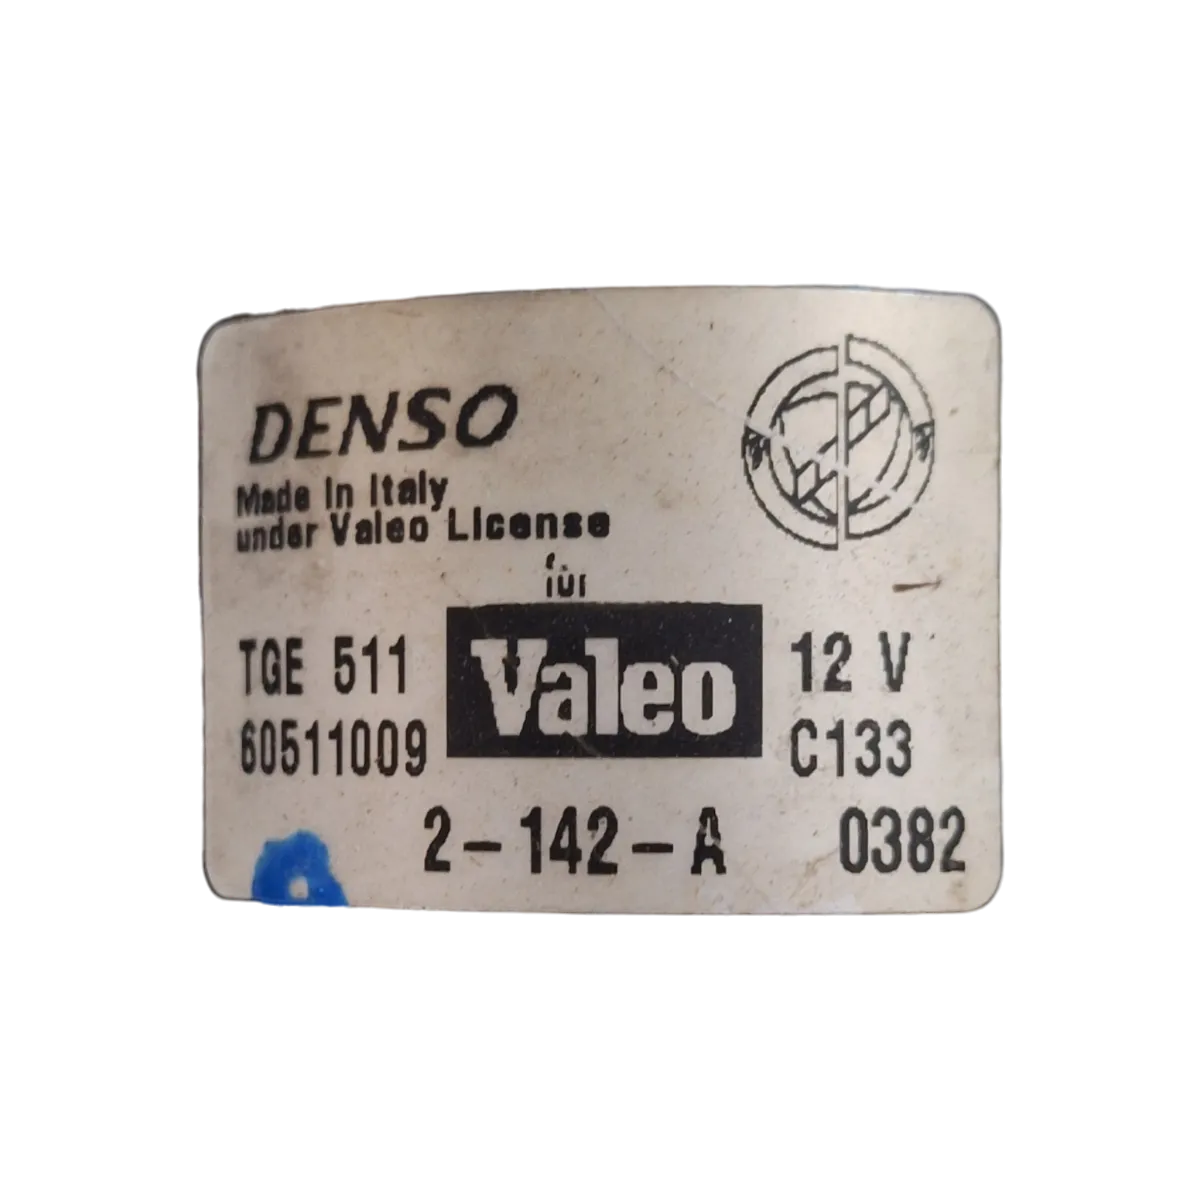 DENSO
Made in Italy
under Valeo License
für
Valeo
TGE 511
12 V
60511009
C133
2-142-A
0382